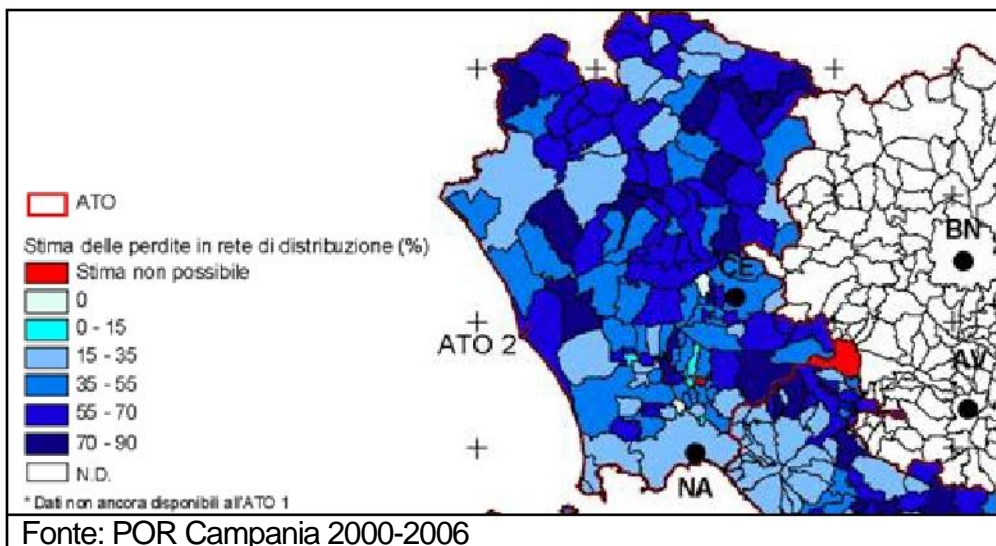 ATO
Stima delle perdite in rete di distribuzione (%)
Stima non possibile
0
0 - 15
15 - 35
35 - 55
55 - 70
70 - 90
N.D.
* Dati non ancora disponibili all'ATO 1
ATO 2
CE
BN
AV
NA
Fonte: POR Campania 2000-2006